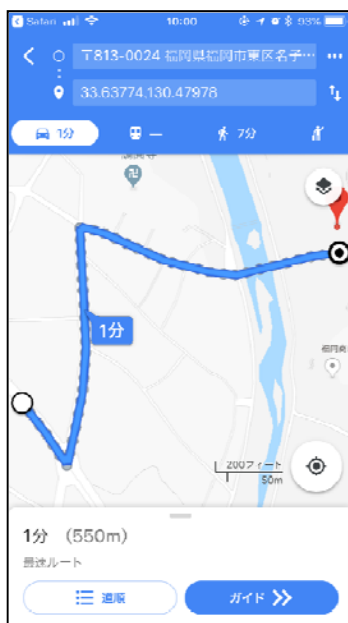 Safari 10:00 93%
〒813-0024 福岡県福岡市東区名子…
33.63774,130.47978
1分 — 7分
1分
200フィート
50m
1分 (550m)
最速ルート
道順 ガイド